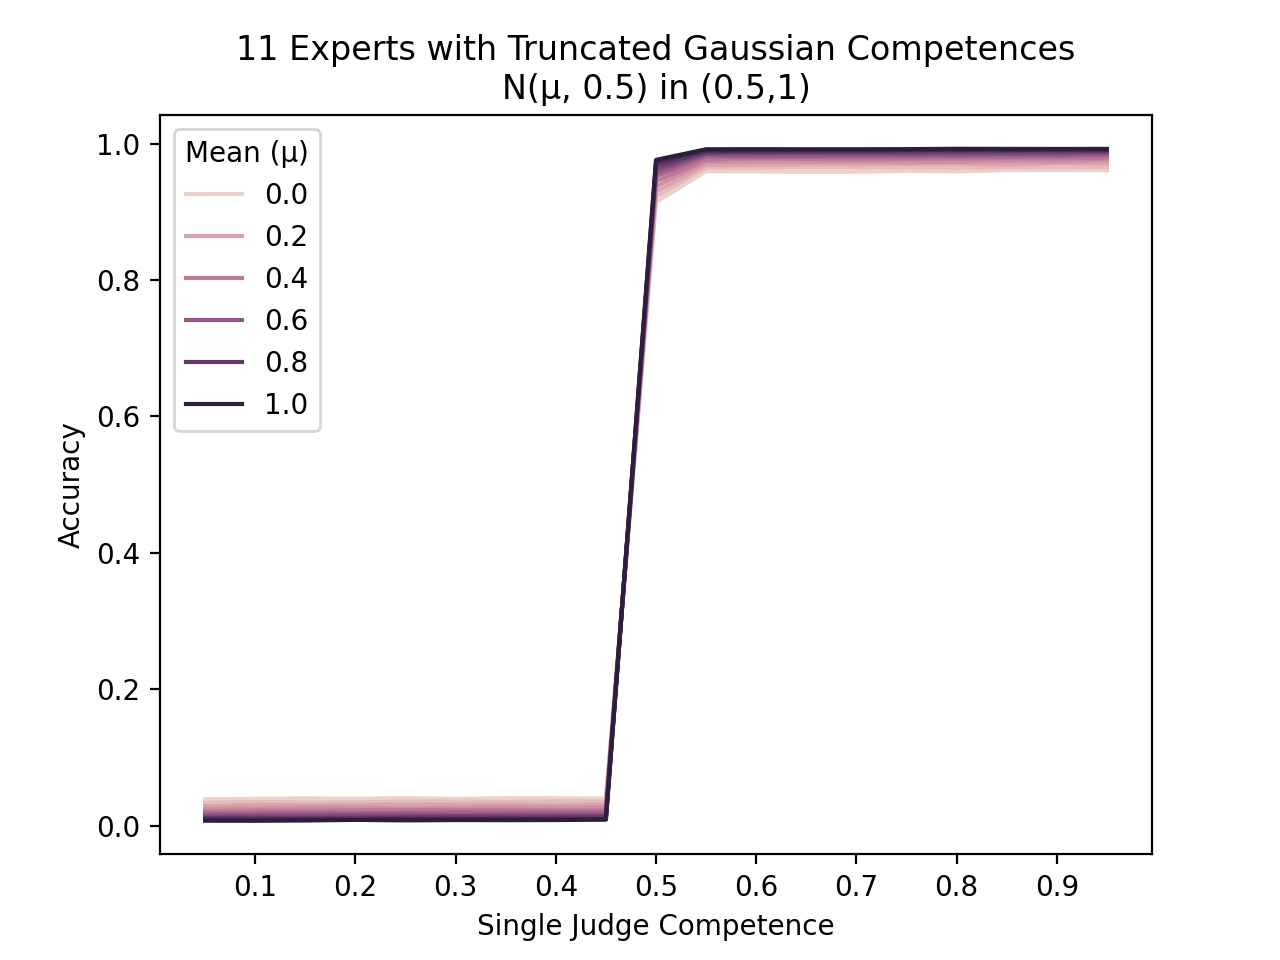 11 Experts with Truncated Gaussian Competences
N(μ, 0.5) in (0.5,1)
Mean (μ)
0.0
0.2
0.4
0.6
0.8
1.0
1.0
0.8
0.6
0.4
0.2
0.0
Accuracy
0.1 0.2 0.3 0.4 0.5 0.6 0.7 0.8 0.9
Single Judge Competence